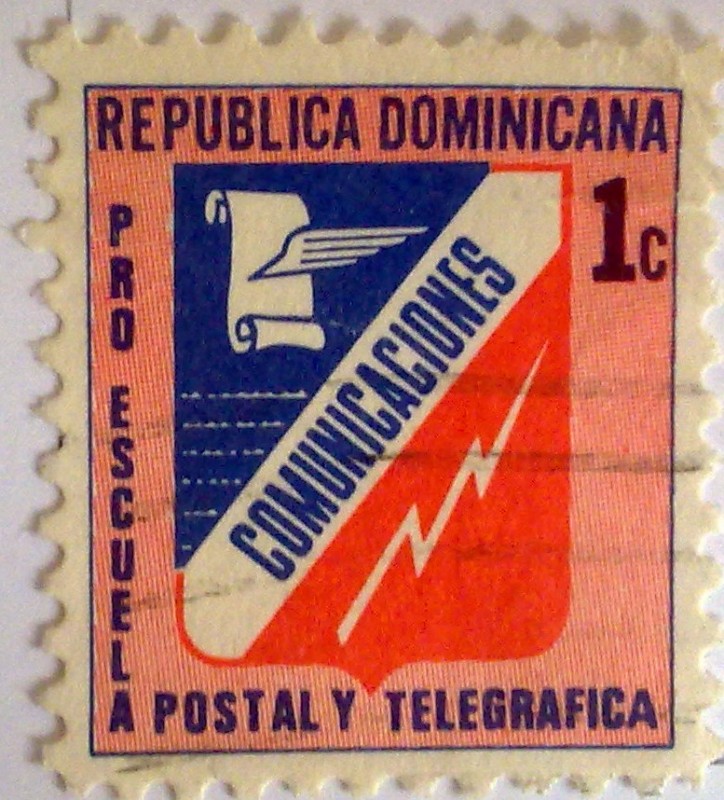 REPUBLICA DOMINICANA
1c
COMUNICACIONES
PRO ESCUELA
POSTAL Y TELEGRAFICA